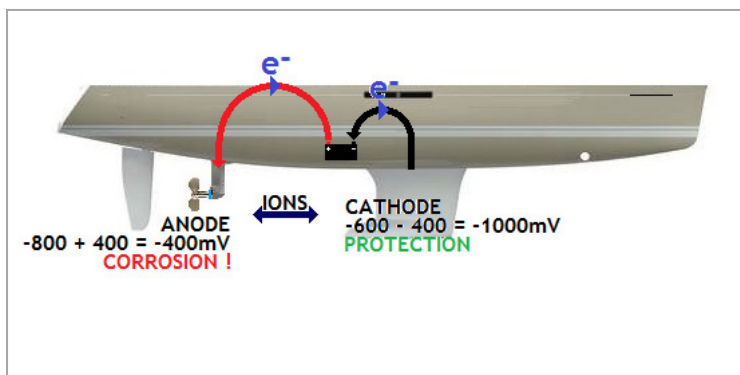 e-
e-
+ -
IONS
ANODE
-800 + 400 = -400mV
CORROSION !
CATHODE
-600 - 400 = -1000mV
PROTECTION